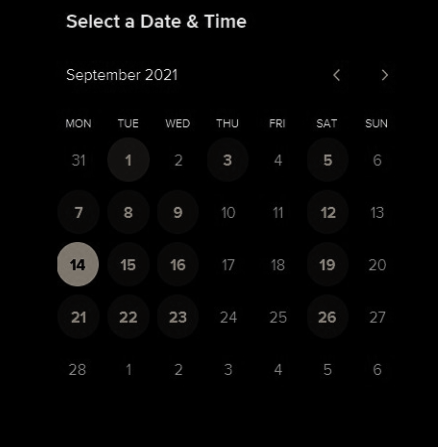 Select a Date & Time
September 2021 < >
MON TUE WED THU FRI SAT SUN
31 1 2 3 4 5 6
7 8 9 10 11 12 13
14 15 16 17 18 19 20
21 22 23 24 25 26 27
28 1 2 3 4 5 6